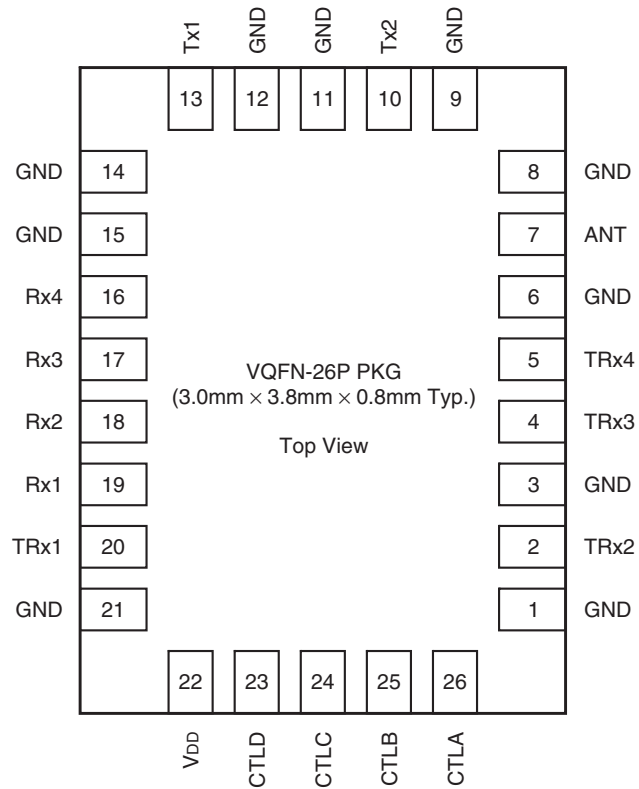 Tx1 GND GND Tx2 GND
13 12 11 10 9
GND 14 8 GND
GND 15 7 ANT
Rx4 16 6 GND
Rx3 17 5 TRx4
VQFN-26P PKG
(3.0mm × 3.8mm × 0.8mm Typ.)
Rx2 18 4 TRx3
Top View
Rx1 19 3 GND
TRx1 20 2 TRx2
GND 21 1 GND
22 23 24 25 26
VDD CTLD CTLC CTLB CTLA